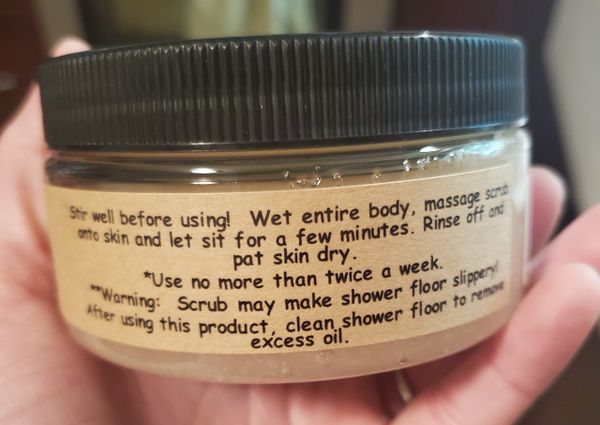 Stir well before using! Wet entire body, massage scrub
onto skin and let sit for a few minutes. Rinse off and
pat skin dry.
*Use no more than twice a week.
**Warning: Scrub may make shower floor slippery!
After using this product, clean shower floor to remove
excess oil.